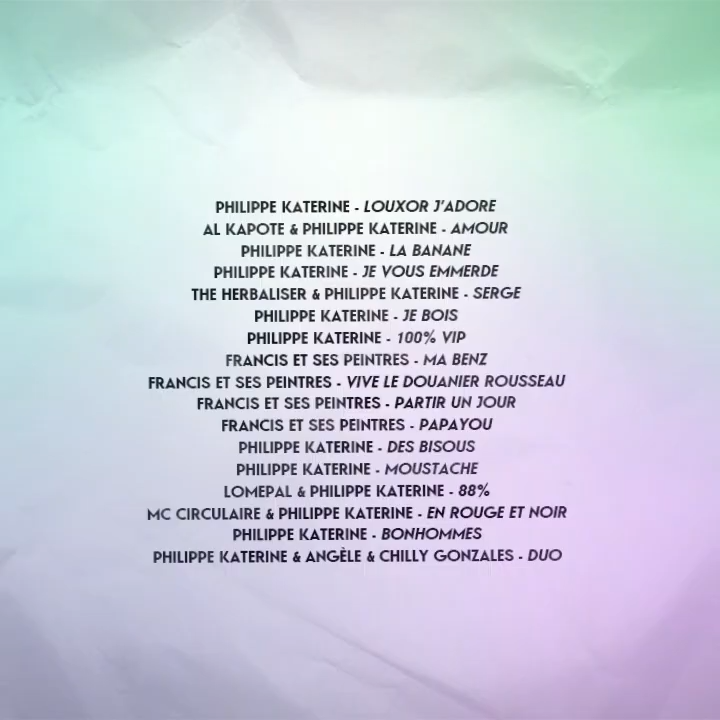 PHILIPPE KATERINE - LOUXOR J'ADORE
AL KAPOTE & PHILIPPE KATERINE - AMOUR
PHILIPPE KATERINE - LA BANANE
PHILIPPE KATERINE - JE VOUS EMMERDE
THE HERBALISER & PHILIPPE KATERINE - SERGE
PHILIPPE KATERINE - JE BOIS
PHILIPPE KATERINE - 100% VIP
FRANCIS ET SES PEINTRES - MA BENZ
FRANCIS ET SES PEINTRES - VIVE LE DOUANIER ROUSSEAU
FRANCIS ET SES PEINTRES - PARTIR UN JOUR
FRANCIS ET SES PEINTRES - PAPAYOU
PHILIPPE KATERINE - DES BISOUS
PHILIPPE KATERINE - MOUSTACHE
LOMEPAL & PHILIPPE KATERINE - 88%
MC CIRCULAIRE & PHILIPPE KATERINE - EN ROUGE ET NOIR
PHILIPPE KATERINE - BONHOMMES
PHILIPPE KATERINE & ANGÈLE & CHILLY GONZALES - DUO